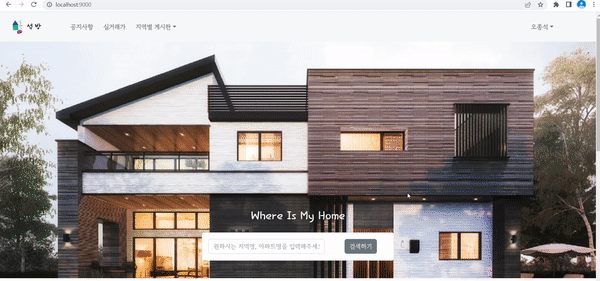 localhost:9000
섬 방
공지사항 실거래가 지역별 게시판
오종석
Where Is My Home
원하시는 지역명, 아파트명을 입력해주세요
검색하기